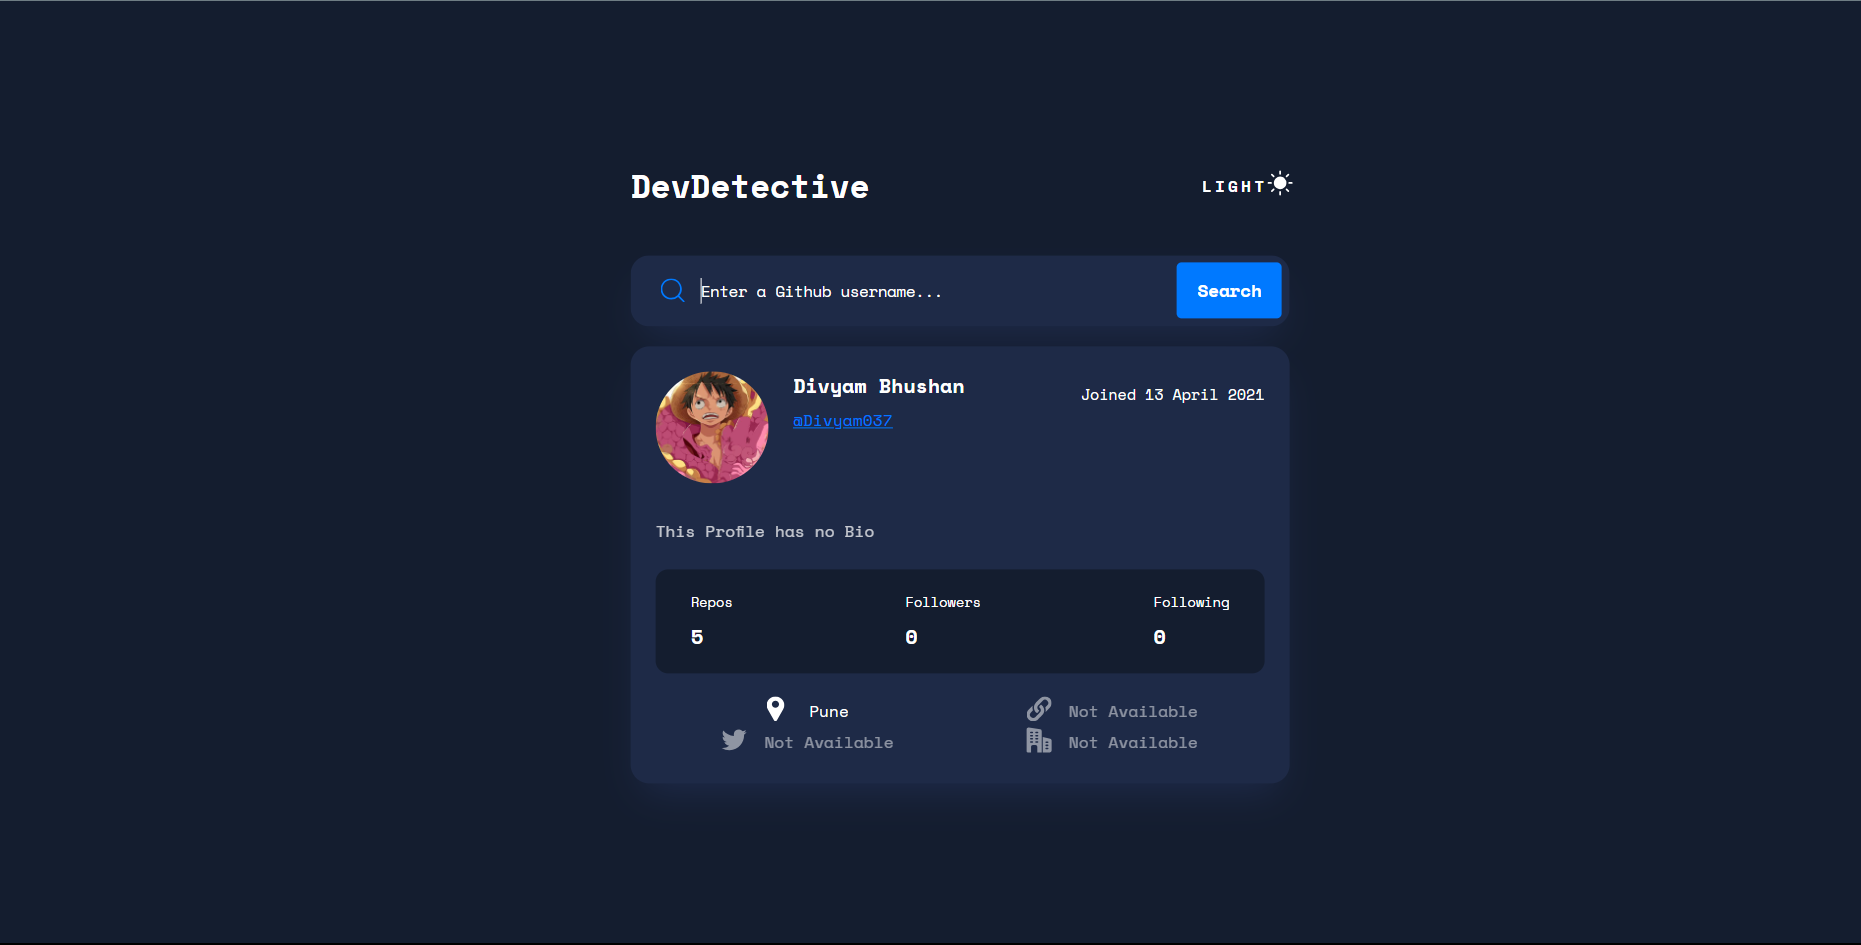 DevDetective
LIGHT
Enter a Github username...
Search
Divyam Bhushan
Joined 13 April 2021
@Divyam037
This Profile has no Bio
Repos Followers Following
5 0 0
Pune Not Available
Not Available Not Available